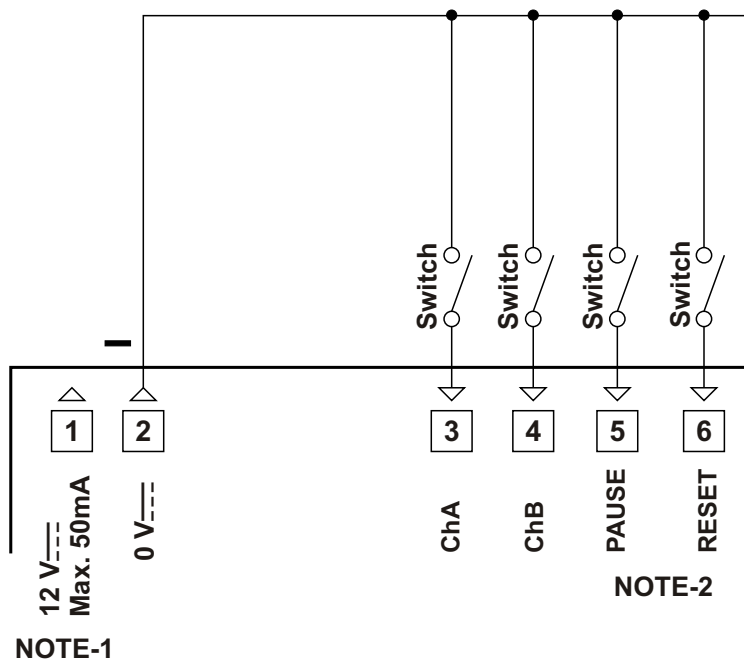 Switch
Switch
Switch
Switch
1
2
3
4
5
6
12 V
Max. 50mA
0 V
ChA
ChB
PAUSE
RESET
NOTE-2
NOTE-1